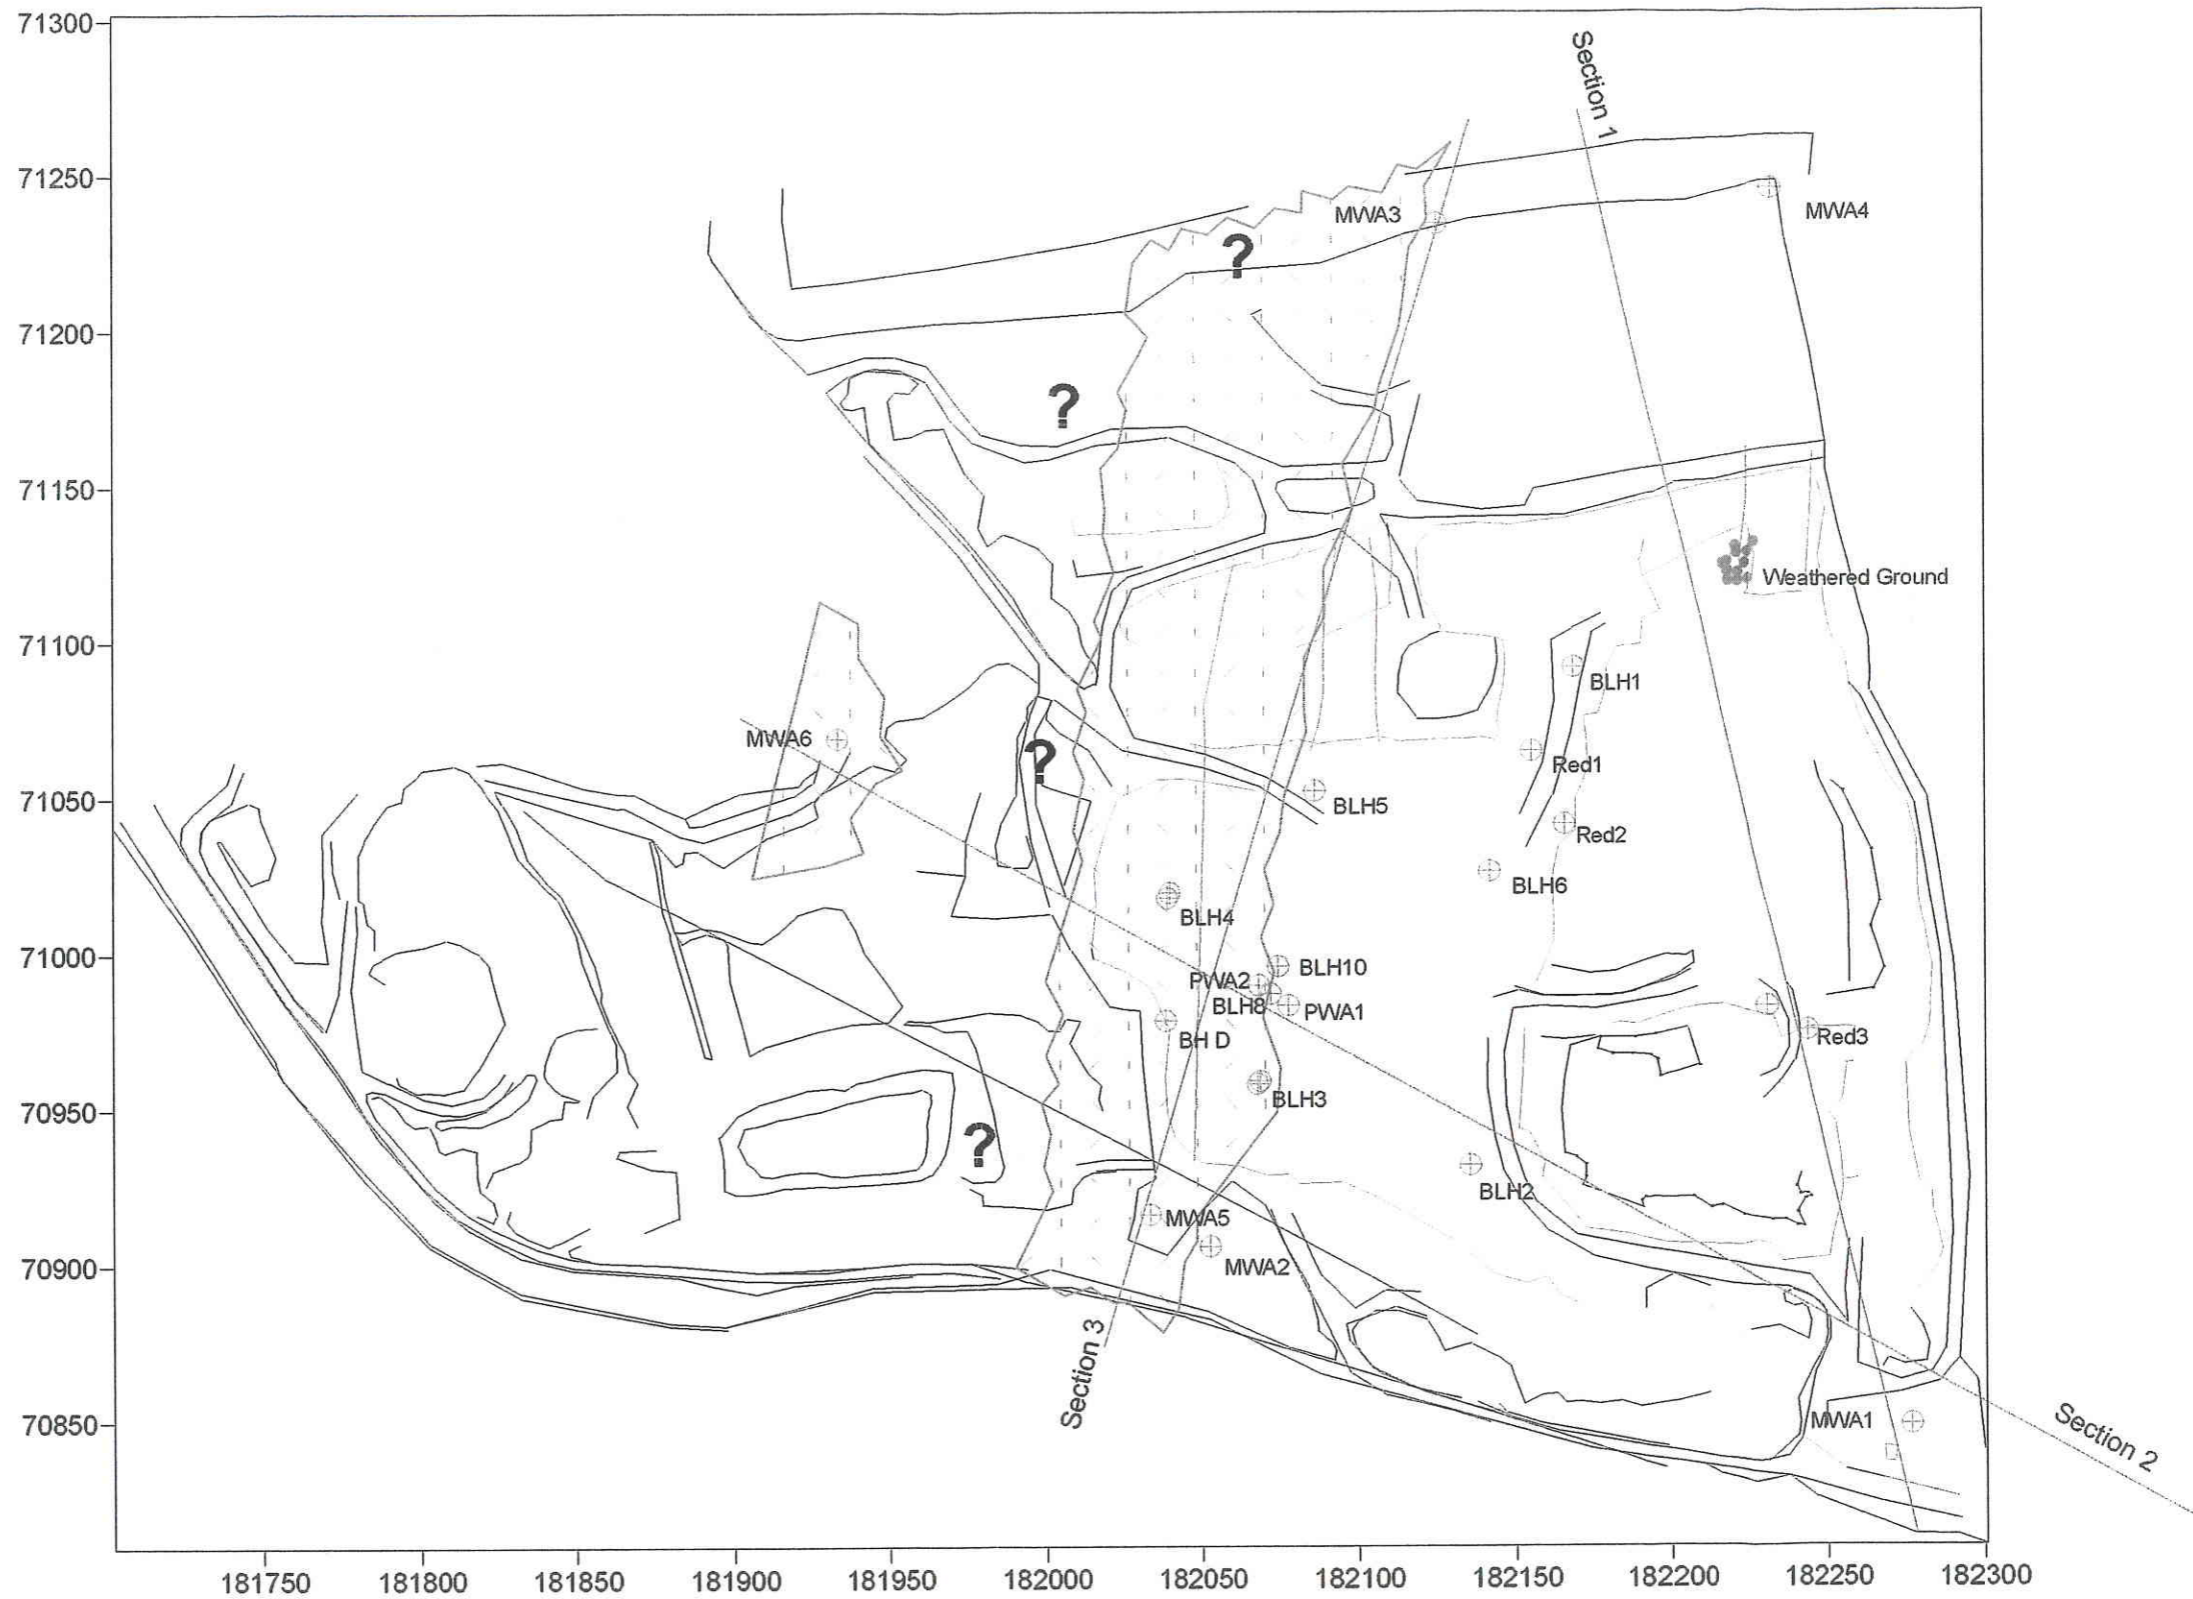 71300
Section 1
71250
MWA3
MWA4
?
71200
?
71150
Weathered Ground
71100
BLH1
MWA6
?
Red1
71050
BLH5
Red2
BLH6
BLH4
71000
BLH10
PWA2
BLH8
PWA1
BH D
Red3
70950
BLH3
?
BLH2
MWA5
70900
MWA2
Section 3
70850
MWA1
Section 2
181750 181800 181850 181900 181950 182000 182050 182100 182150 182200 182250 182300